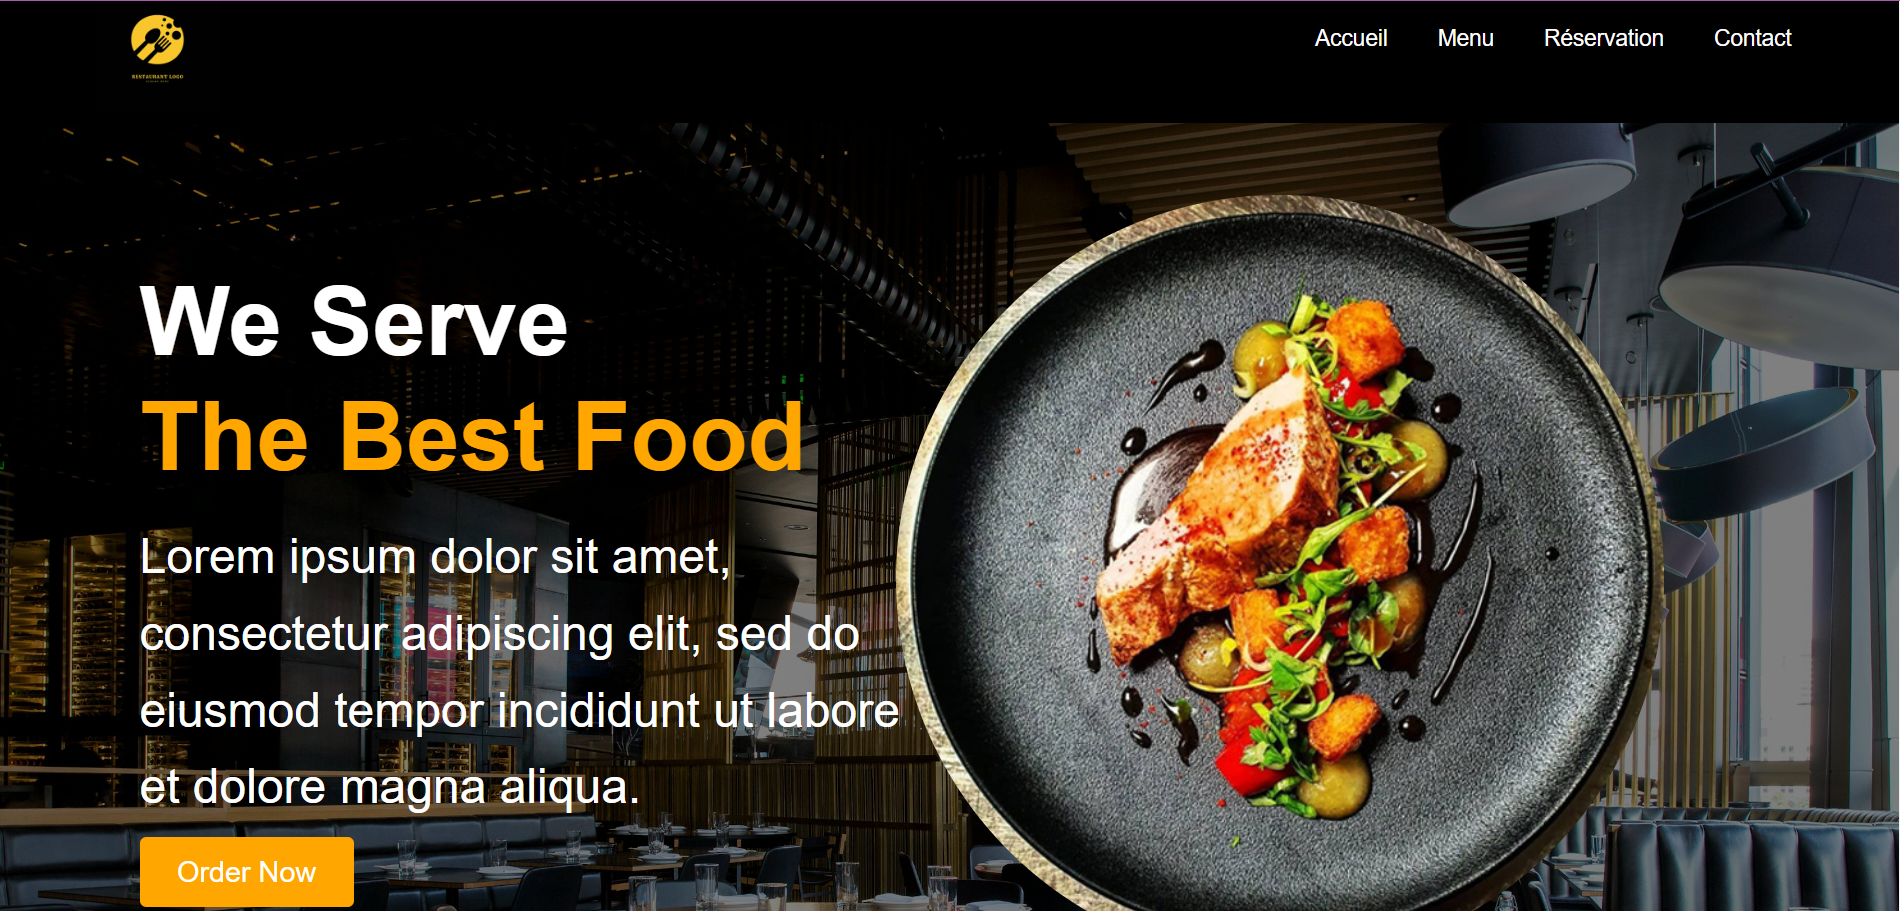 RESTAURANT LOGO
Accueil Menu Réservation Contact
We Serve
The Best Food
Lorem ipsum dolor sit amet,
consectetur adipiscing elit, sed do
eiusmod tempor incididunt ut labore
et dolore magna aliqua.
Order Now